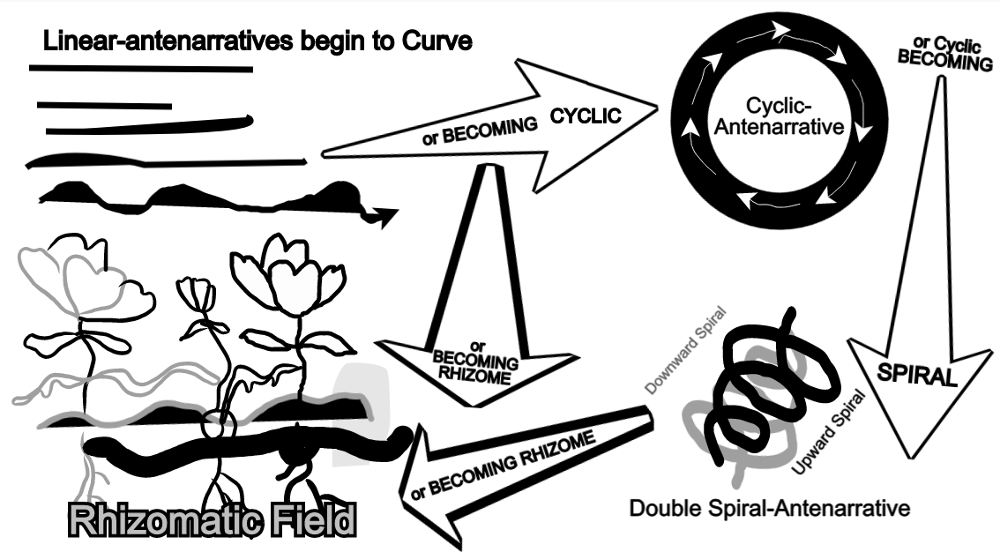 Linear-antenarratives begin to Curve
or BECOMING CYCLIC
Cyclic-
Antenarrative
or Cyclic
BECOMING
SPIRAL
or
BECOMING
RHIZOME
Downward Spiral
Upward Spiral
Double Spiral-Antenarrative
or BECOMING RHIZOME
Rhizomatic Field